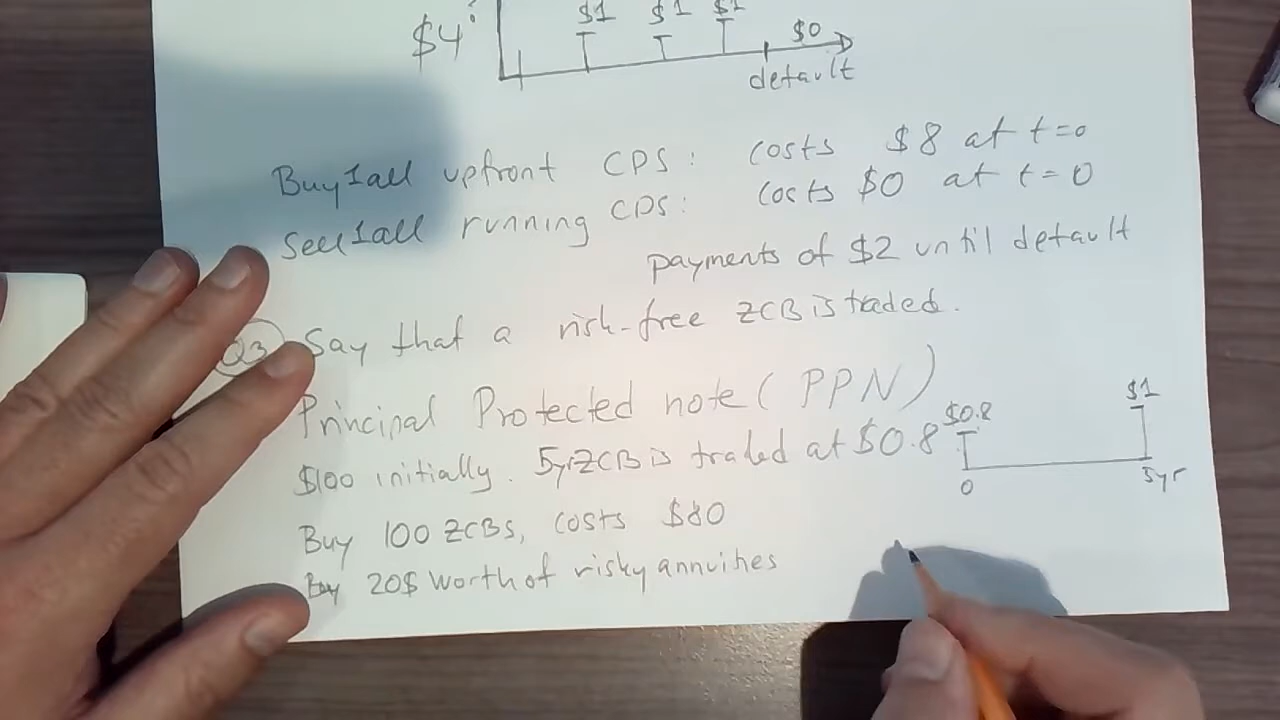 $1 $1 $1
$4
$0
default
Buy 1 all upfront CDS: costs $8 at t=0
Sell 1 all running CDS: costs $0 at t=0
payments of $2 until default
Q3 Say that a risk-free ZCB is traded.
Principal Protected note (PPN)
$100 initially. 5yr ZCB is traded at $0.8
$0.8 $1
0 5yr
Buy 100 ZCBs, costs $80
Buy 20$ worth of risky annuities